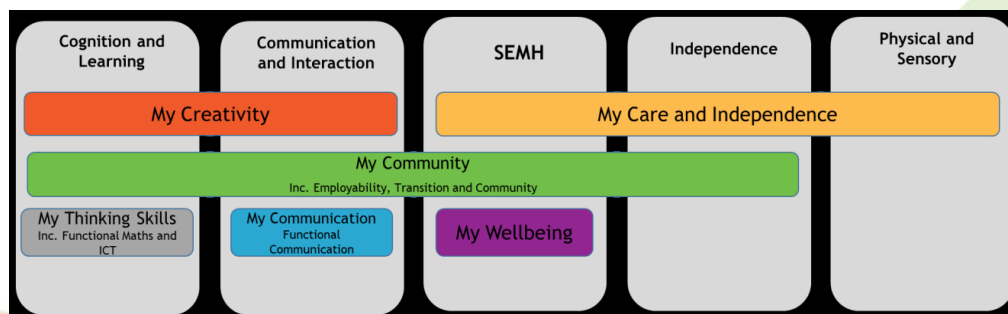 Cognition and
Learning
Communication
and Interaction
SEMH
Independence
Physical and
Sensory
My Creativity
My Care and Independence
My Community
Inc. Employability, Transition and Community
My Thinking Skills
Inc. Functional Maths and
ICT
My Communication
Functional
Communication
My Wellbeing